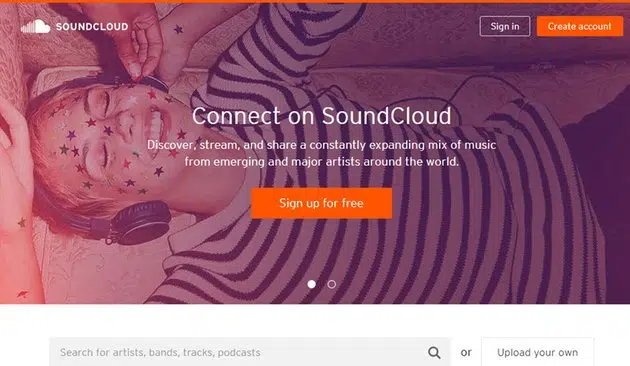 SOUNDCLOUD
Sign in
Create account
Connect on SoundCloud
Discover, stream, and share a constantly expanding mix of music
from emerging and major artists around the world.
Sign up for free
Search for artists, bands, tracks, podcasts
or
Upload your own